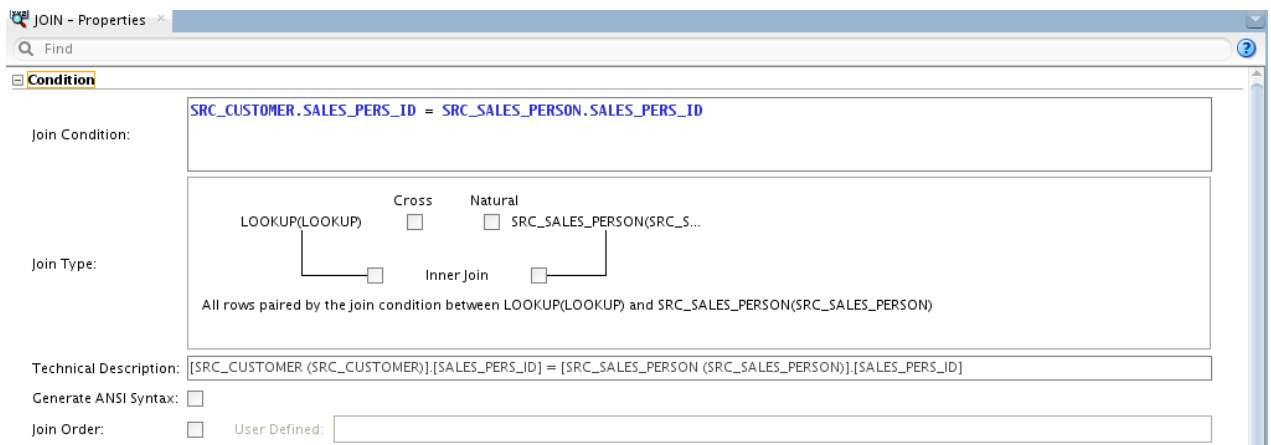 JOIN - Properties
Find
Condition
Join Condition:
SRC_CUSTOMER.SALES_PERS_ID = SRC_SALES_PERSON.SALES_PERS_ID
Join Type:
Cross Natural
LOOKUP(LOOKUP) SRC_SALES_PERSON(SRC_S...
Inner Join
All rows paired by the join condition between LOOKUP(LOOKUP) and SRC_SALES_PERSON(SRC_SALES_PERSON)
Technical Description: [SRC_CUSTOMER (SRC_CUSTOMER)].[SALES_PERS_ID] = [SRC_SALES_PERSON (SRC_SALES_PERSON)].[SALES_PERS_ID]
Generate ANSI Syntax:
Join Order: User Defined: